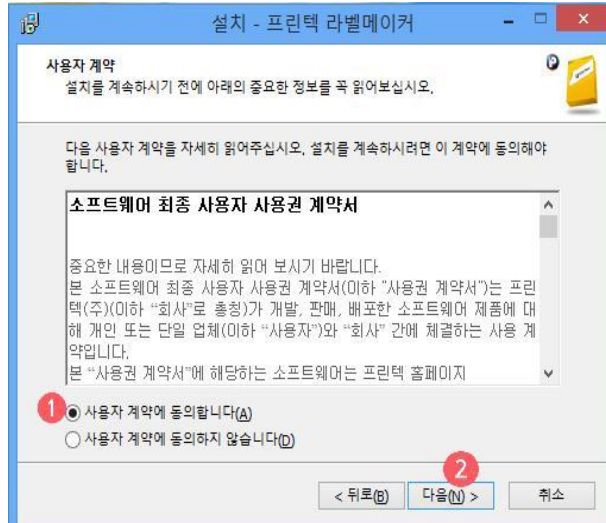 설치 - 프린텍 라벨메이커
사용자 계약
설치를 계속하시기 전에 아래의 중요한 정보를 꼭 읽어보십시오.
다음 사용자 계약을 자세히 읽어주십시오. 설치를 계속하시려면 이 계약에 동의해야
합니다.
소프트웨어 최종 사용자 사용권 계약서
중요한 내용이므로 자세히 읽어 보시기 바랍니다.
본 소프트웨어 최종 사용자 사용권 계약서(이하 "사용권 계약서")는 프린
텍(주)(이하 “회사”로 총칭)가 개발, 판매, 배포한 소프트웨어 제품에 대
해 개인 또는 단일 업체(이하 “사용자”)와 “회사” 간에 체결하는 사용 계
약입니다.
본 “사용권 계약서”에 해당하는 소프트웨어는 프린텍 홈페이지
1 사용자 계약에 동의합니다(A)
사용자 계약에 동의하지 않습니다(D)
2
< 뒤로(B) 다음(N) > 취소